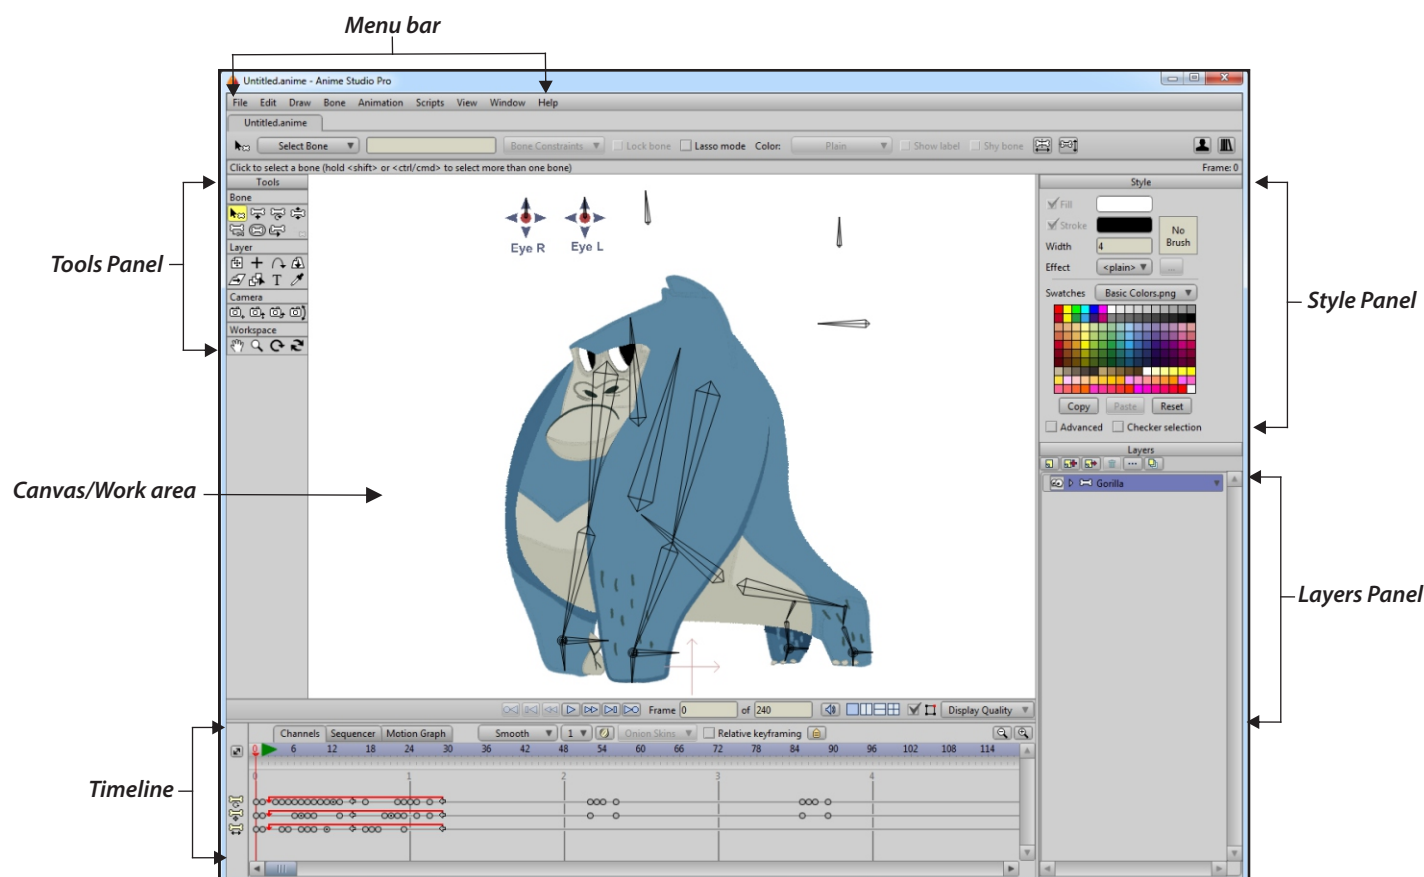 Menu bar
Untitled.anime - Anime Studio Pro
File Edit Draw Bone Animation Scripts View Window Help
Untitled.anime
Select Bone Bone Constraints Lock bone Lasso mode Color: Plain Show label Shy bone
Click to select a bone (hold <shift> or <ctrl/cmd> to select more than one bone) Frame: 0
Tools
Bone
Layer
T
Camera
Workspace
Tools Panel
Eye R Eye L
Style
Fill
Stroke
No
Brush
Width 4
Effect <plain> ...
Swatches Basic Colors.png
Copy Paste Reset
Advanced Checker selection
Style Panel
Canvas/Work area
Layers
Gorilla
Layers Panel
Frame 0 of 240 Display Quality
Channels Sequencer Motion Graph Smooth 1 Onion Skins Relative keyframing
0 6 12 18 24 30 36 42 48 54 60 66 72 78 84 90 96 102 108 114
0 1 2 3 4
Timeline